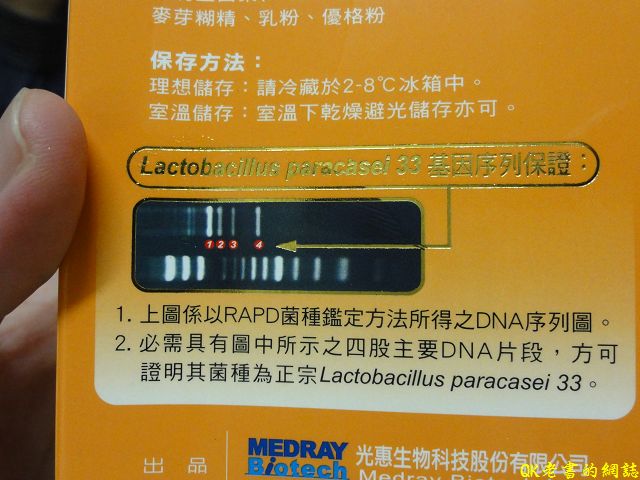 麥芽糊精、乳粉、優格粉
保存方法：
理想儲存：請冷藏於2-8℃冰箱中。
室溫儲存：室溫下乾燥避光儲存亦可。
Lactobacillus paracasei 33 基因序列保證：
1 2 3 4
1. 上圖係以RAPD菌種鑑定方法所得之DNA序列圖。
2. 必需具有圖中所示之四股主要DNA片段，方可
證明其菌種為正宗Lactobacillus paracasei 33。
出 品
MEDRAY
Biotech
光惠生物科技股份有限公司
Medray
QK老書的網誌